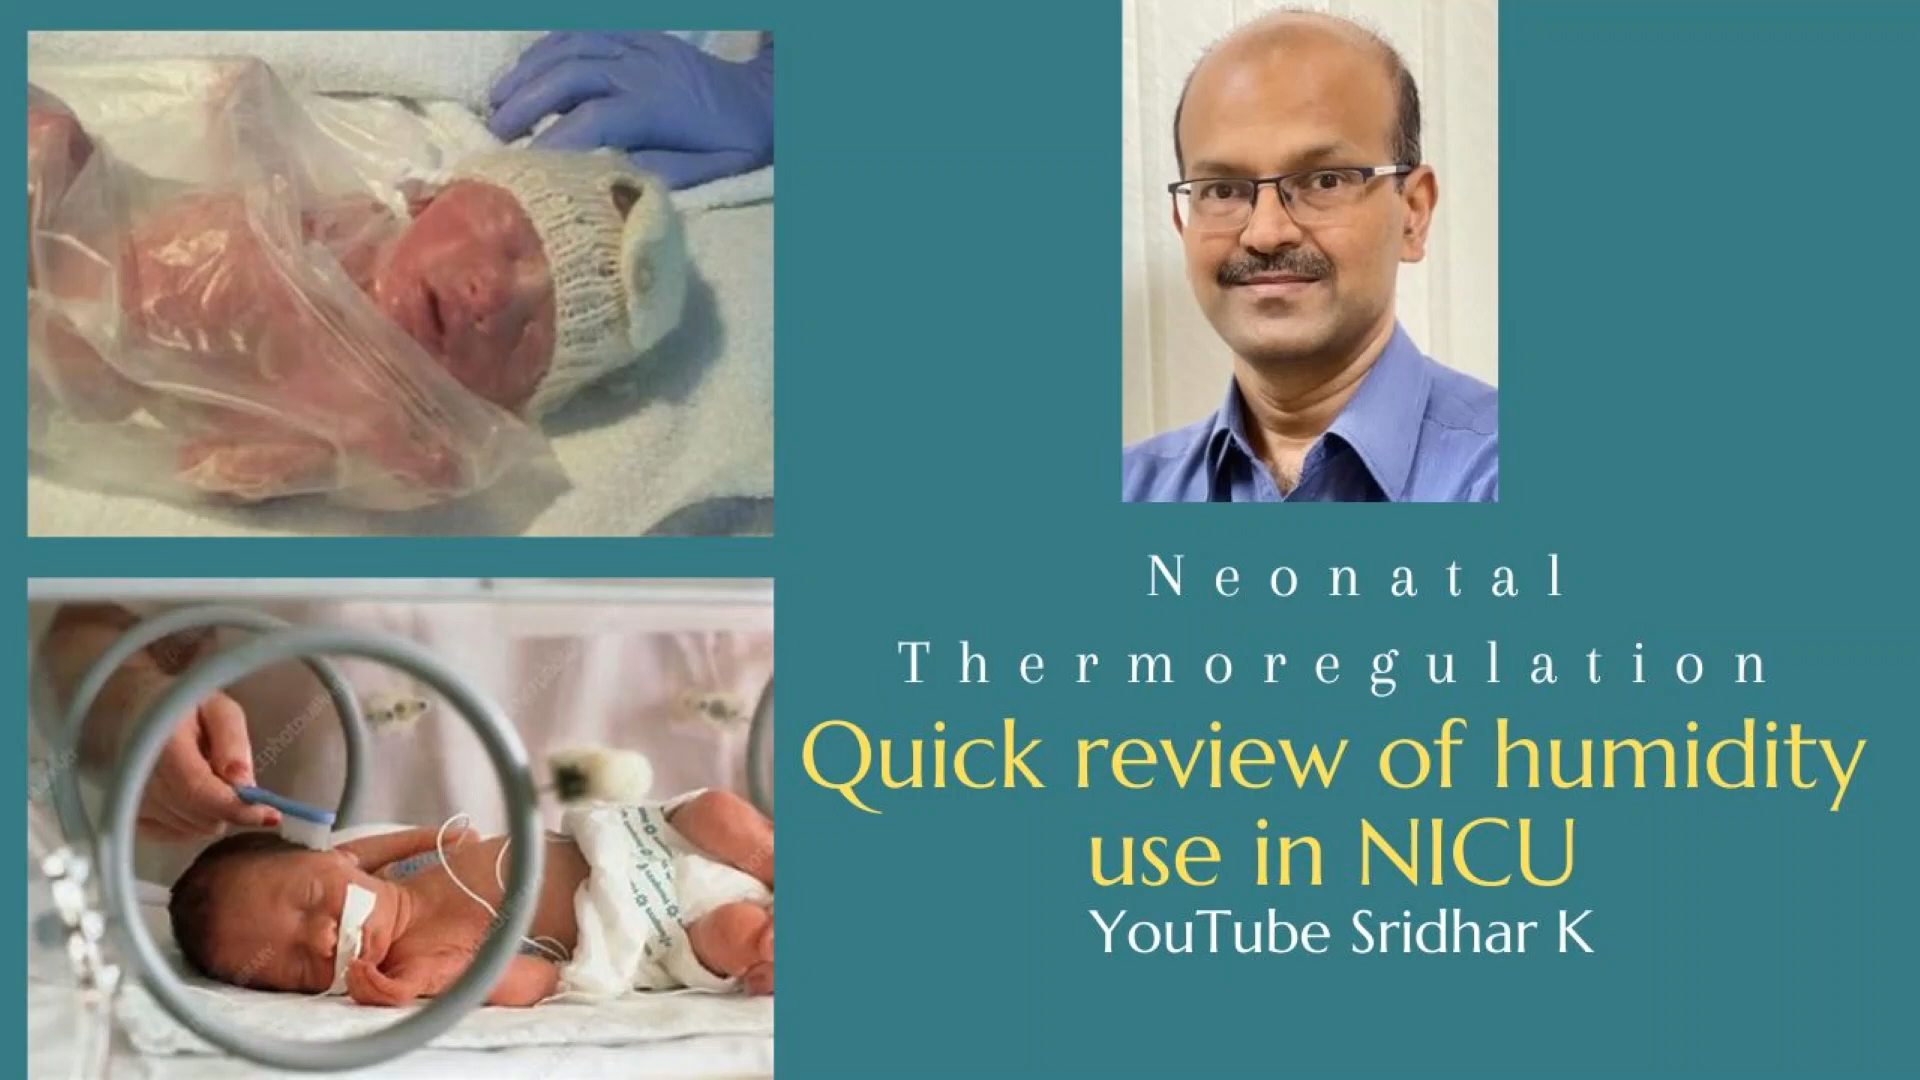 Neonatal
Thermoregulation
Quick review of humidity
use in NICU
YouTube Sridhar K